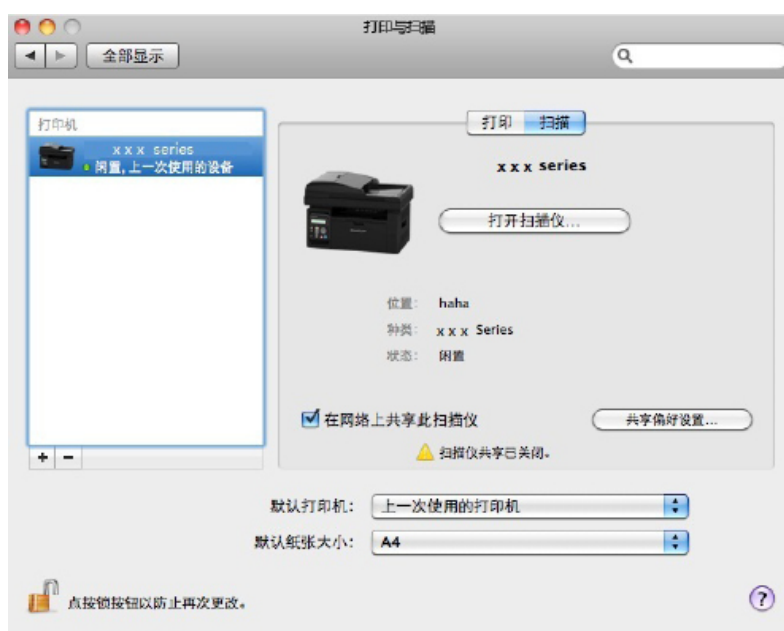 打印与扫描
全部显示
打印机
x x x series
闲置, 上一次使用的设备
打印 扫描
x x x series
打开扫描仪...
位置: haha
种类: x x x Series
状态: 闲置
在网络上共享此扫描仪 共享偏好设置...
扫描仪共享已关闭。
默认打印机: 上一次使用的打印机
默认纸张大小: A4
点按锁按钮以防止再次更改。
?